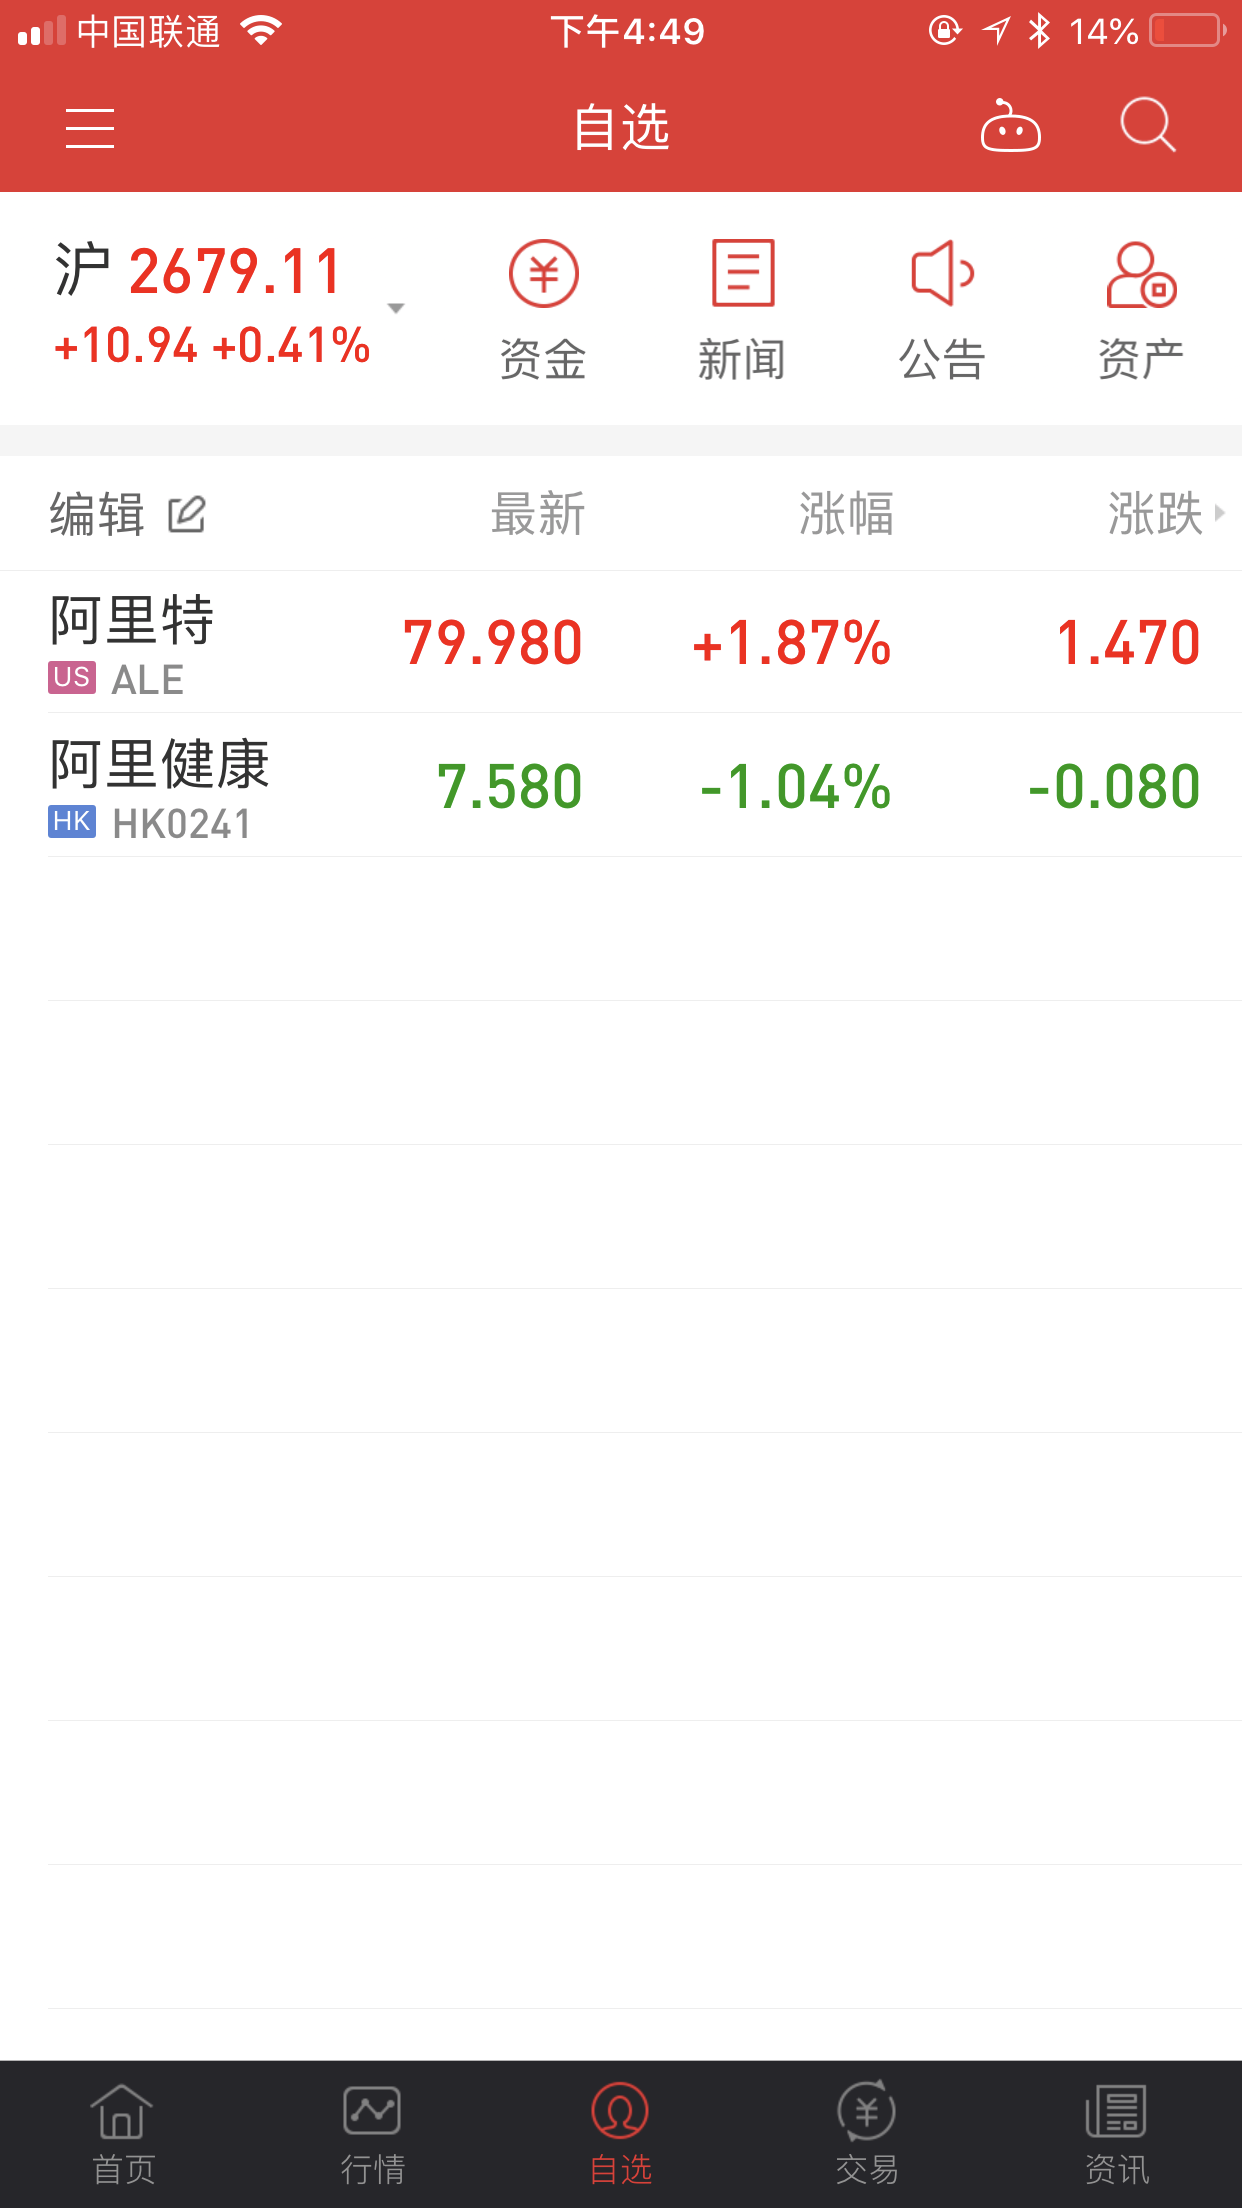 中国联通 下午4:49 14%
自选
沪 2679.11
+10.94 +0.41%
资金 新闻 公告 资产
编辑 最新 涨幅 涨跌
阿里特 79.980 +1.87% 1.470
US ALE
阿里健康 7.580 -1.04% -0.080
HK HK0241
首页 行情 自选 交易 资讯